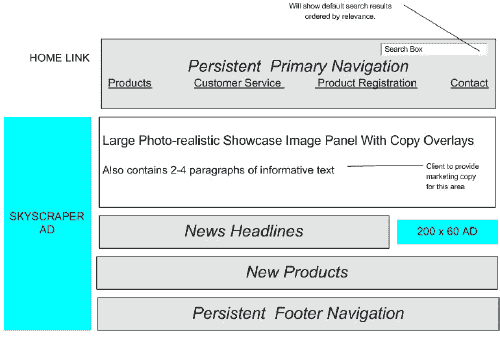 Will show default search results
ordered by relevance.
Search Box
HOME LINK
Persistent Primary Navigation
Products Customer Service Product Registration Contact
Large Photo-realistic Showcase Image Panel With Copy Overlays
Also contains 2-4 paragraphs of informative text
Client to provide
marketing copy
for this area
SKYSCRAPER
AD
News Headlines
200 x 60 AD
New Products
Persistent Footer Navigation